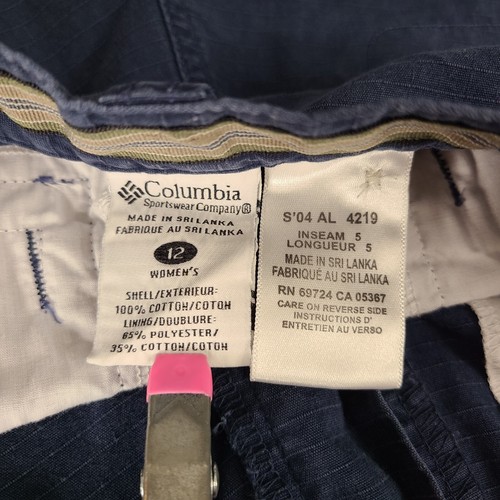 Columbia
Sportswear Company®
MADE IN SRI LANKA
FABRIQUE AU SRI LANKA
12
WOMEN'S
SHELL/EXTERIEUR:
100% COTTON/COTON
LINING/DOUBLURE:
65% POLYESTER/
35% COTTON/COTON
S'04 AL 4219
INSEAM 5
LONGUEUR 5
MADE IN SRI LANKA
FABRIQUÉ AU SRI LANKA
RN 69724 CA 05367
CARE ON REVERSE SIDE
INSTRUCTIONS D'
ENTRETIEN AU VERSO